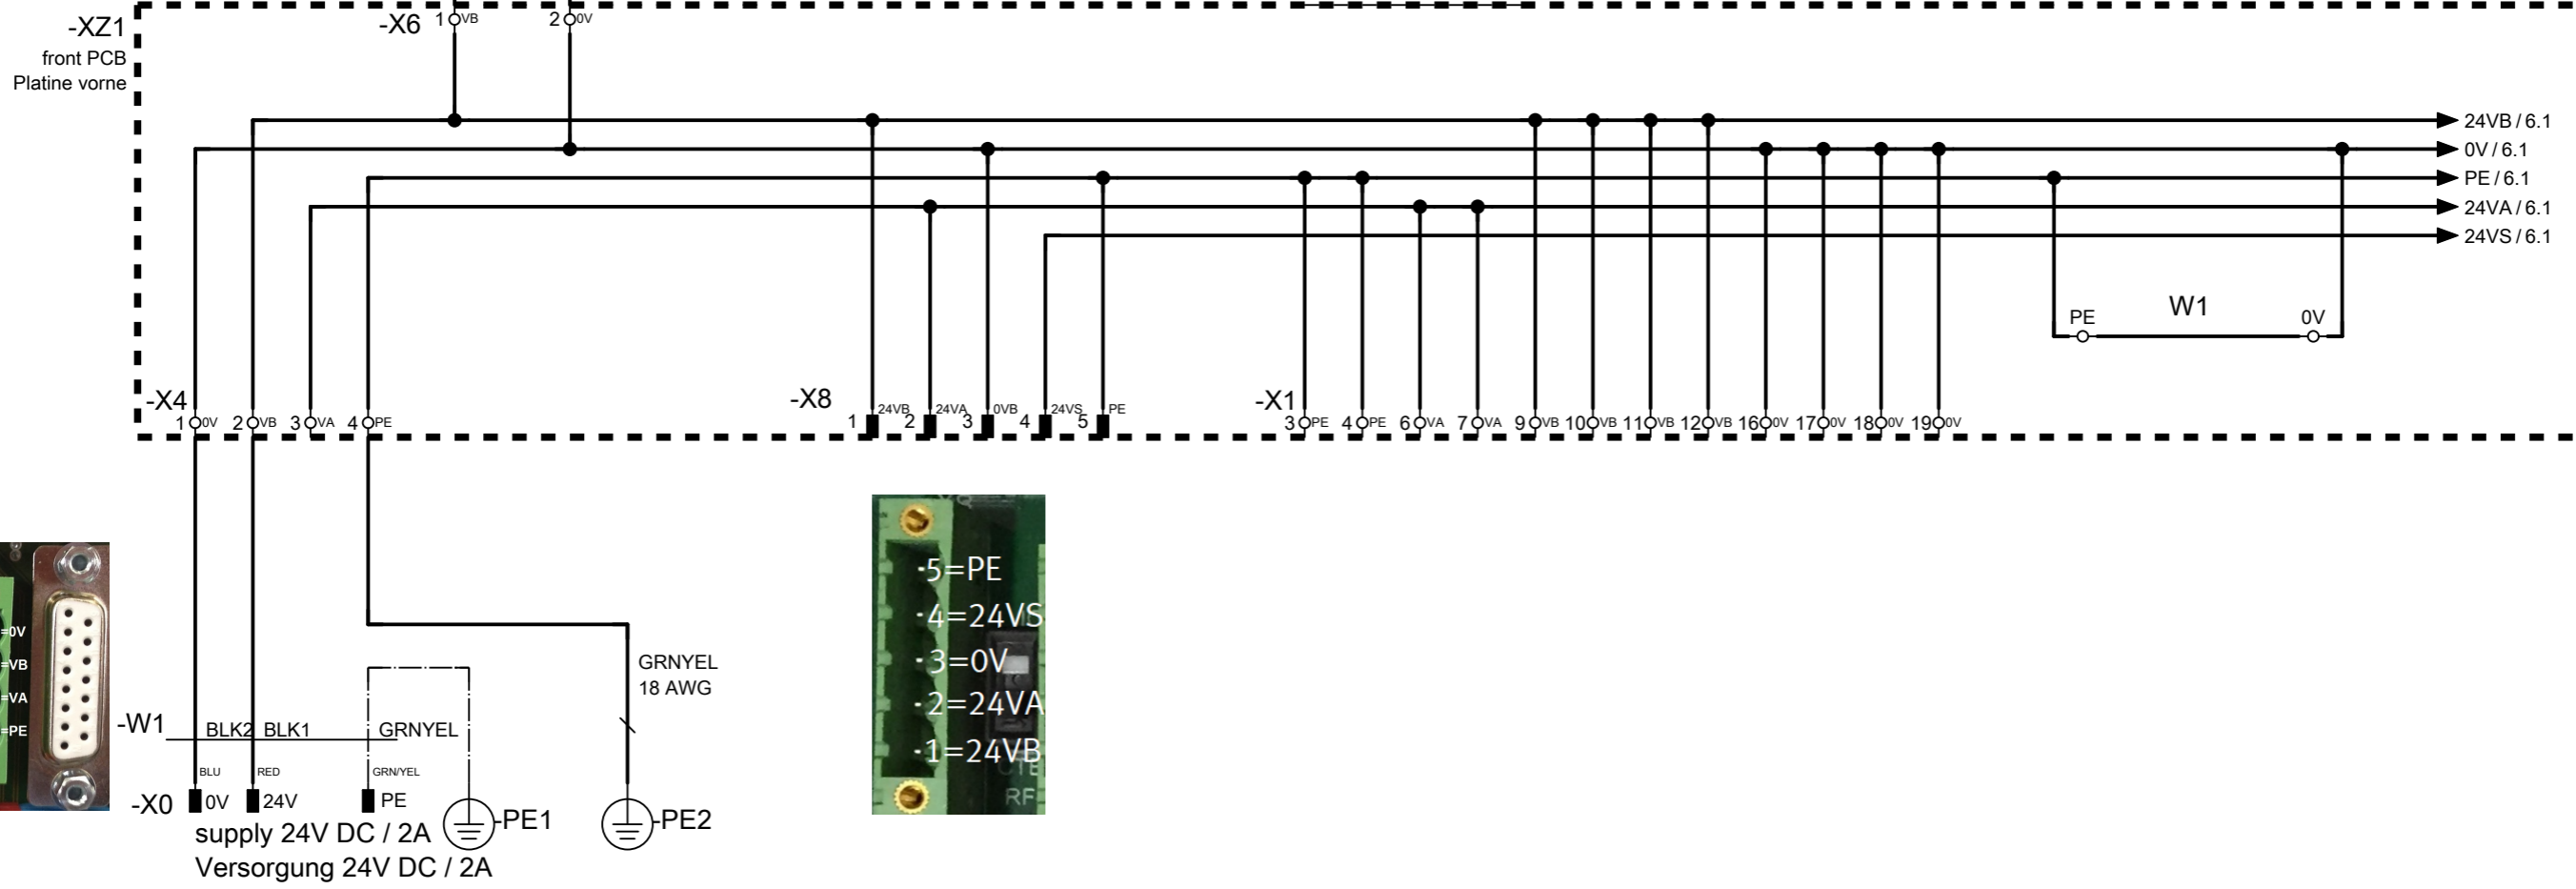 -XZ1
front PCB
Platine vorne
-X6
1 VB
2 0V
24VB / 6.1
0V / 6.1
PE / 6.1
24VA / 6.1
24VS / 6.1
PE
W1
0V
-X4
1 0V
2 VB
3 VA
4 PE
-X8
1 24VB
2 24VA
3 0VB
4 24VS
5 PE
-X1
3 PE
4 PE
6 VA
7 VA
9 VB
10 VB
11 VB
12 VB
16 0V
17 0V
18 0V
19 0V
-5=PE
-4=24VS
-3=0V
-2=24VA
-1=24VB
RF
=0V
=VB
=VA
=PE
GRNYEL
18 AWG
-W1
BLK2
BLK1
GRNYEL
BLU
RED
GRN/YEL
-X0
0V
24V
PE
-PE1
-PE2
supply 24V DC / 2A
Versorgung 24V DC / 2A